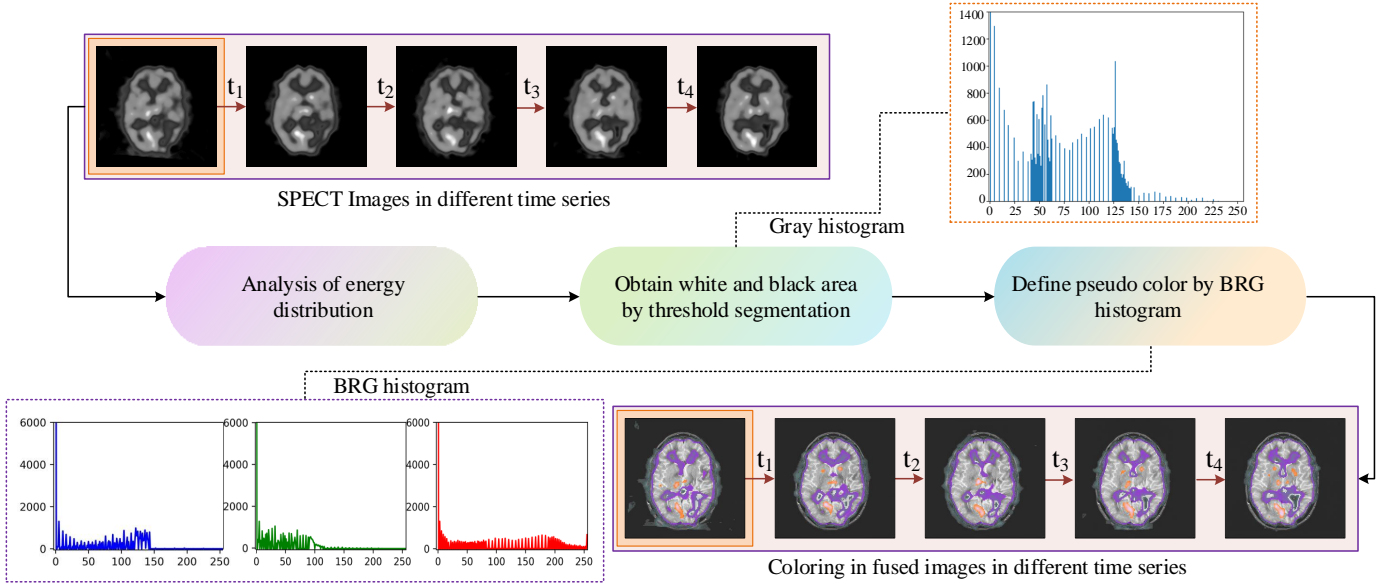 t1
t2
t3
t4
SPECT Images in different time series
1400
1200
1000
800
600
400
200
0
0 25 50 75 100 125 150 175 200 225 250
Gray histogram
Analysis of energy
distribution
Obtain white and black area
by threshold segmentation
Define pseudo color by BRG
histogram
BRG histogram
6000
4000
2000
0
0 50 100 150 200 250
6000
4000
2000
0
0 50 100 150 200 250
6000
4000
2000
0
0 50 100 150 200 250
t1
t2
t3
t4
Coloring in fused images in different time series